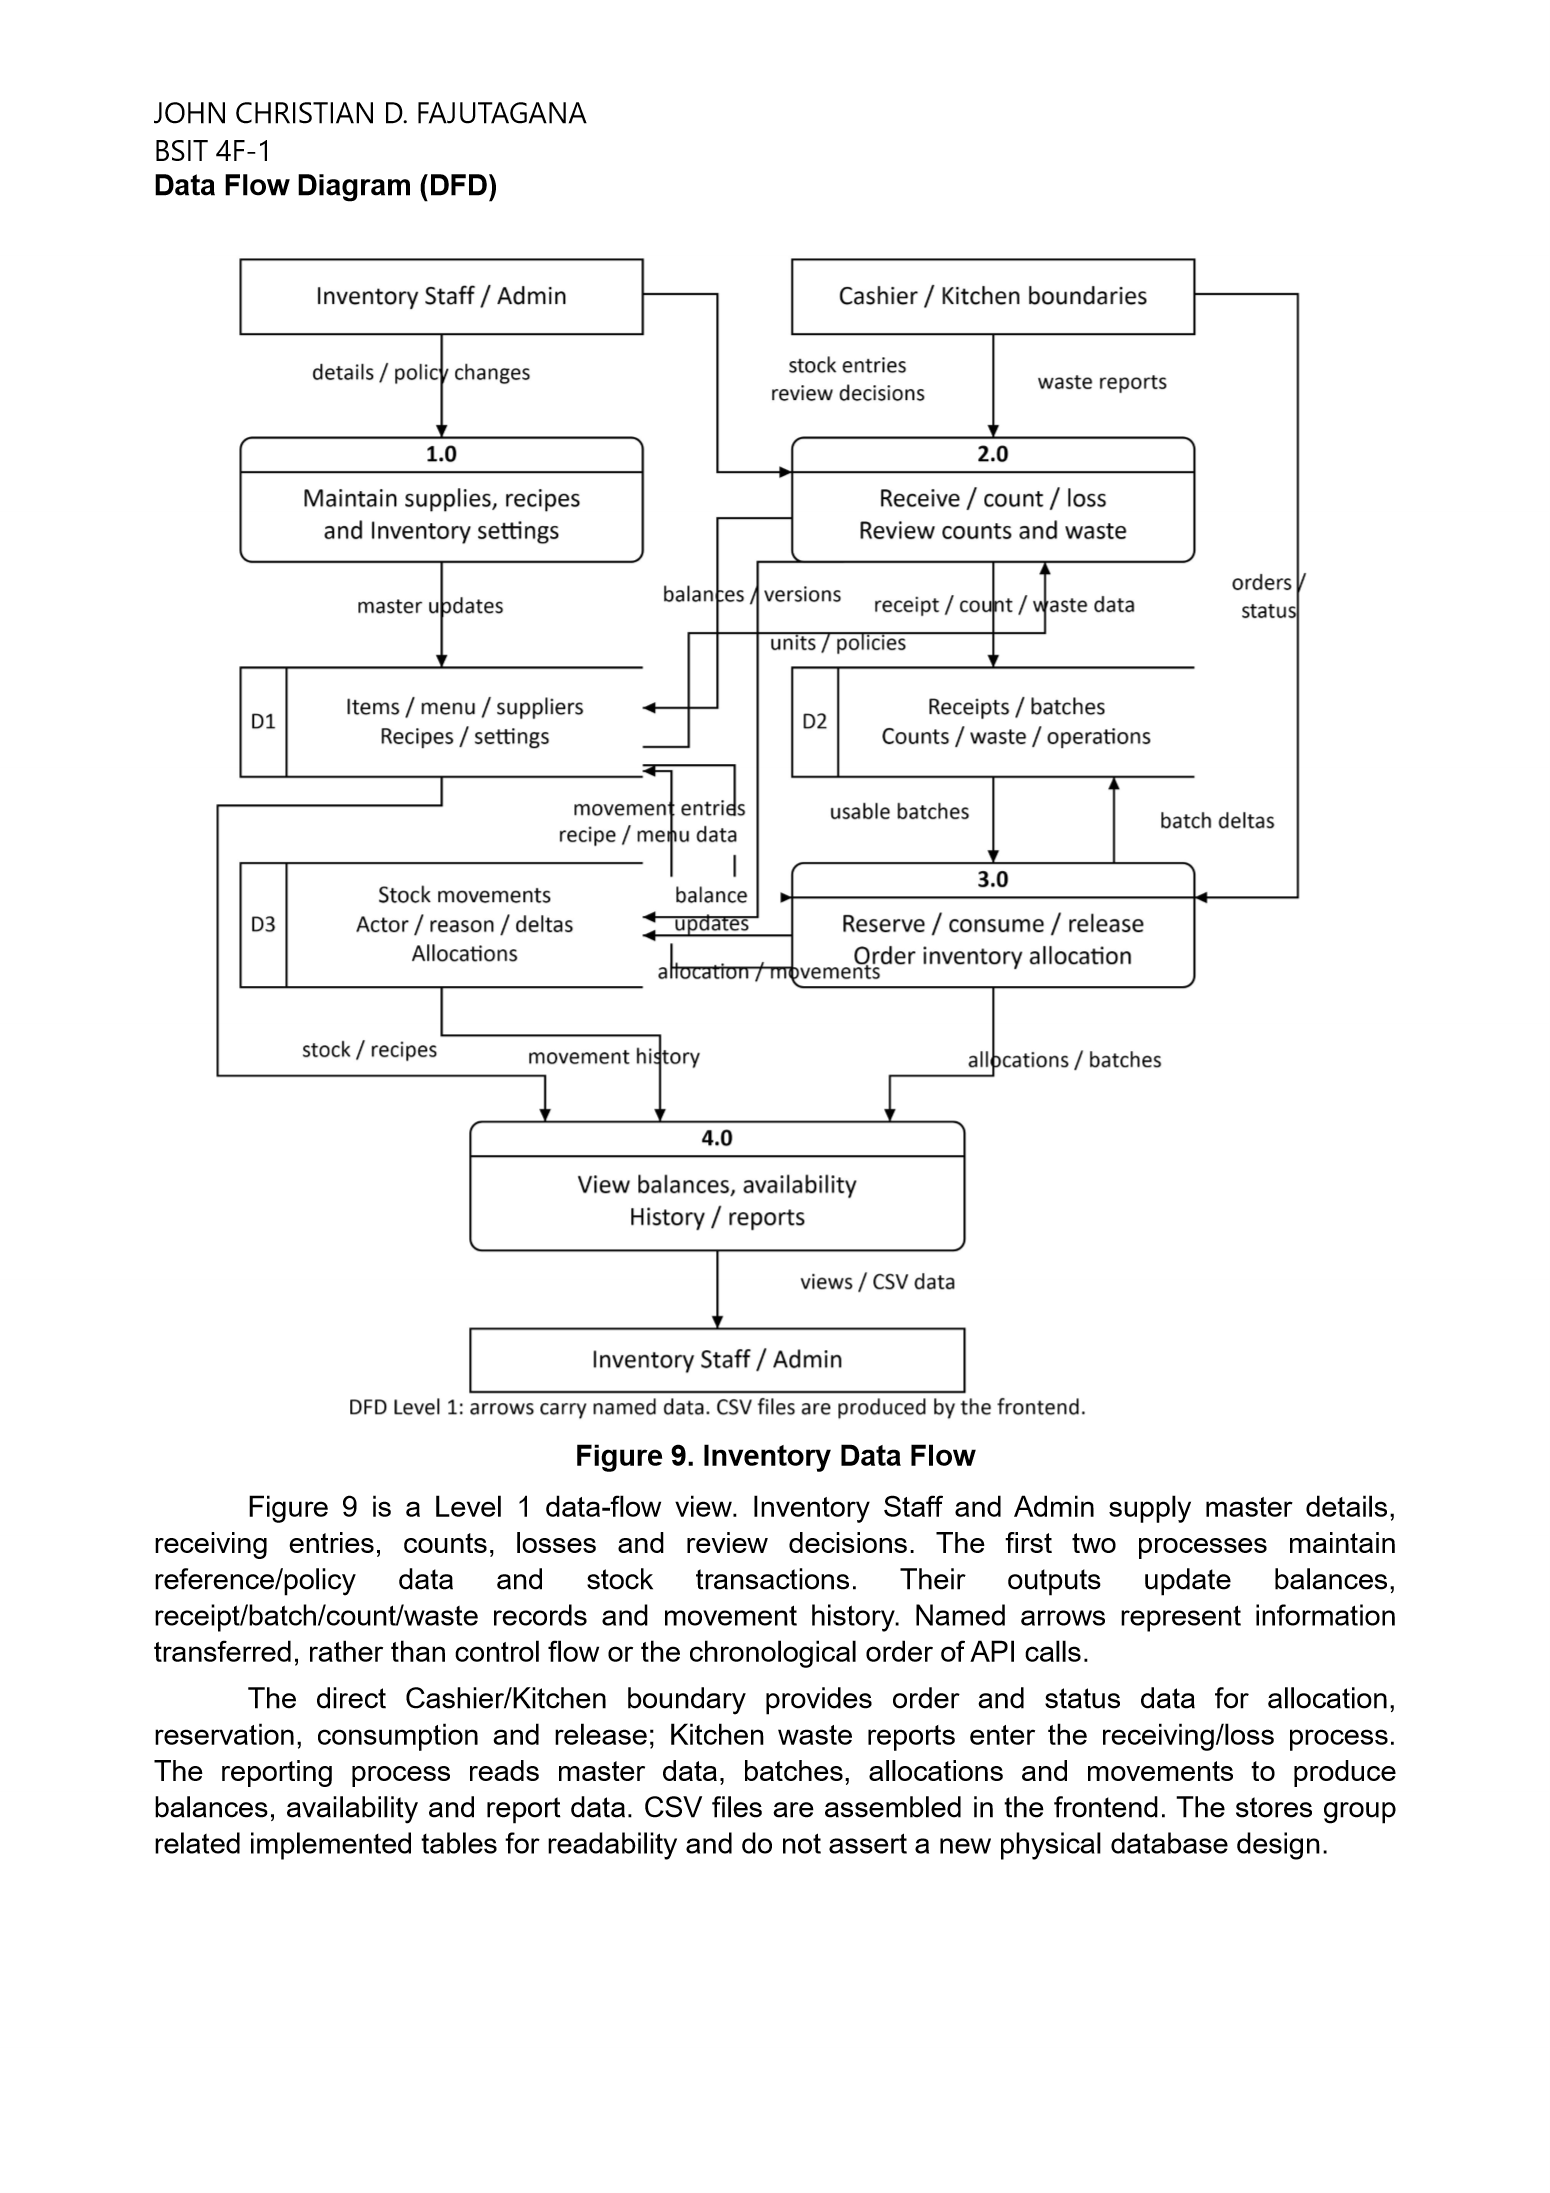 JOHN CHRISTIAN D. FAJUTAGANA
BSIT 4F-1
Data Flow Diagram (DFD)
Inventory Staff / Admin
Cashier / Kitchen boundaries
details / policy changes
stock entries
review decisions
waste reports
1.0
Maintain supplies, recipes
and Inventory settings
2.0
Receive / count / loss
Review counts and waste
master updates
balances / versions
receipt / count / waste data
orders /
status
units / policies
D1
Items / menu / suppliers
Recipes / settings
D2
Receipts / batches
Counts / waste / operations
movement entries
recipe / menu data
usable batches
batch deltas
D3
Stock movements
Actor / reason / deltas
Allocations
balance
updates
allocation / movements
3.0
Reserve / consume / release
Order inventory allocation
stock / recipes
movement history
allocations / batches
4.0
View balances, availability
History / reports
views / CSV data
Inventory Staff / Admin
DFD Level 1: arrows carry named data. CSV files are produced by the frontend.
Figure 9. Inventory Data Flow
Figure 9 is a Level 1 data-flow view. Inventory Staff and Admin supply master details,
receiving entries, counts, losses and review decisions. The first two processes maintain
reference/policy data and stock transactions. Their outputs update balances,
receipt/batch/count/waste records and movement history. Named arrows represent information
transferred, rather than control flow or the chronological order of API calls.
The direct Cashier/Kitchen boundary provides order and status data for allocation,
reservation, consumption and release; Kitchen waste reports enter the receiving/loss process.
The reporting process reads master data, batches, allocations and movements to produce
balances, availability and report data. CSV files are assembled in the frontend. The stores group
related implemented tables for readability and do not assert a new physical database design.